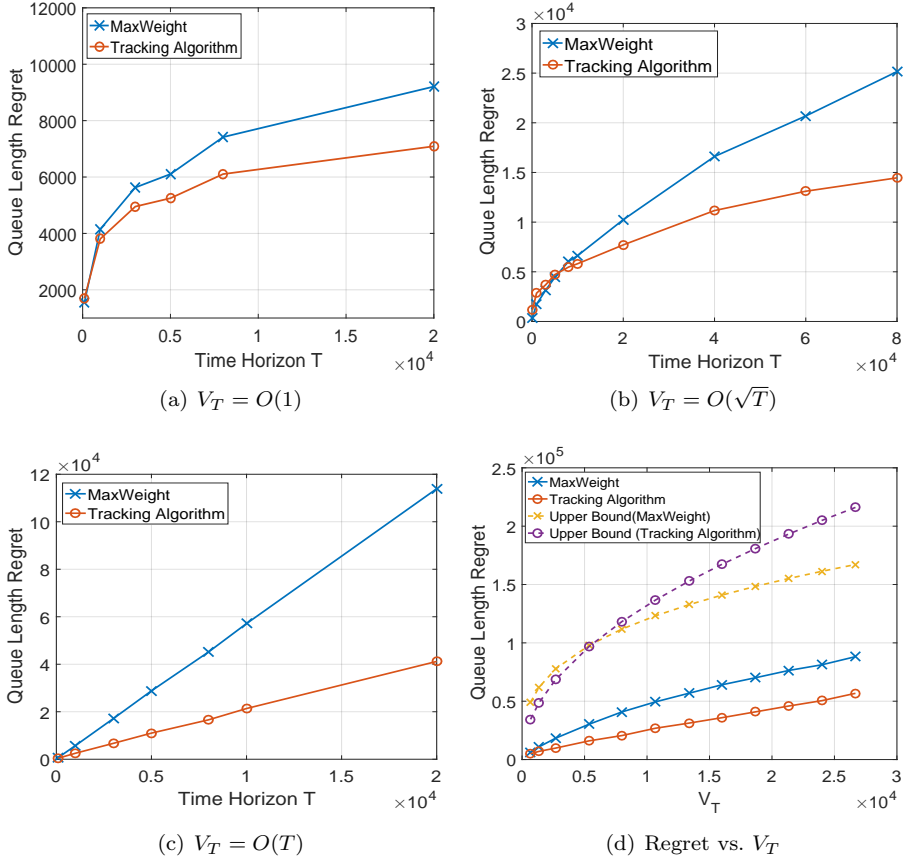 MaxWeight
Tracking Algorithm
12000
10000
8000
6000
4000
2000
Queue Length Regret
0 0.5 1 1.5 2
Time Horizon T
×10^4
(a) V_T = O(1)
×10^4
MaxWeight
Tracking Algorithm
3
2.5
2
1.5
1
0.5
0
Quue Length Regret
0 2 4 6 8
Time Horizon T
×10^4
(b) V_T = O(√T)
×10^4
MaxWeight
Tracking Algorithm
12
10
8
6
4
2
0
Queue Length Regret
0 0.5 1 1.5 2
Time Horizon T
×10^4
(c) V_T = O(T)
×10^5
MaxWeight
Tracking Algorithm
Upper Bound(MaxWeight)
Upper Bound (Tracking Algorithm)
2.5
2
1.5
1
0.5
0
Queue Length Regret
0 0.5 1 1.5 2 2.5 3
V_T
×10^4
(d) Regret vs. V_T